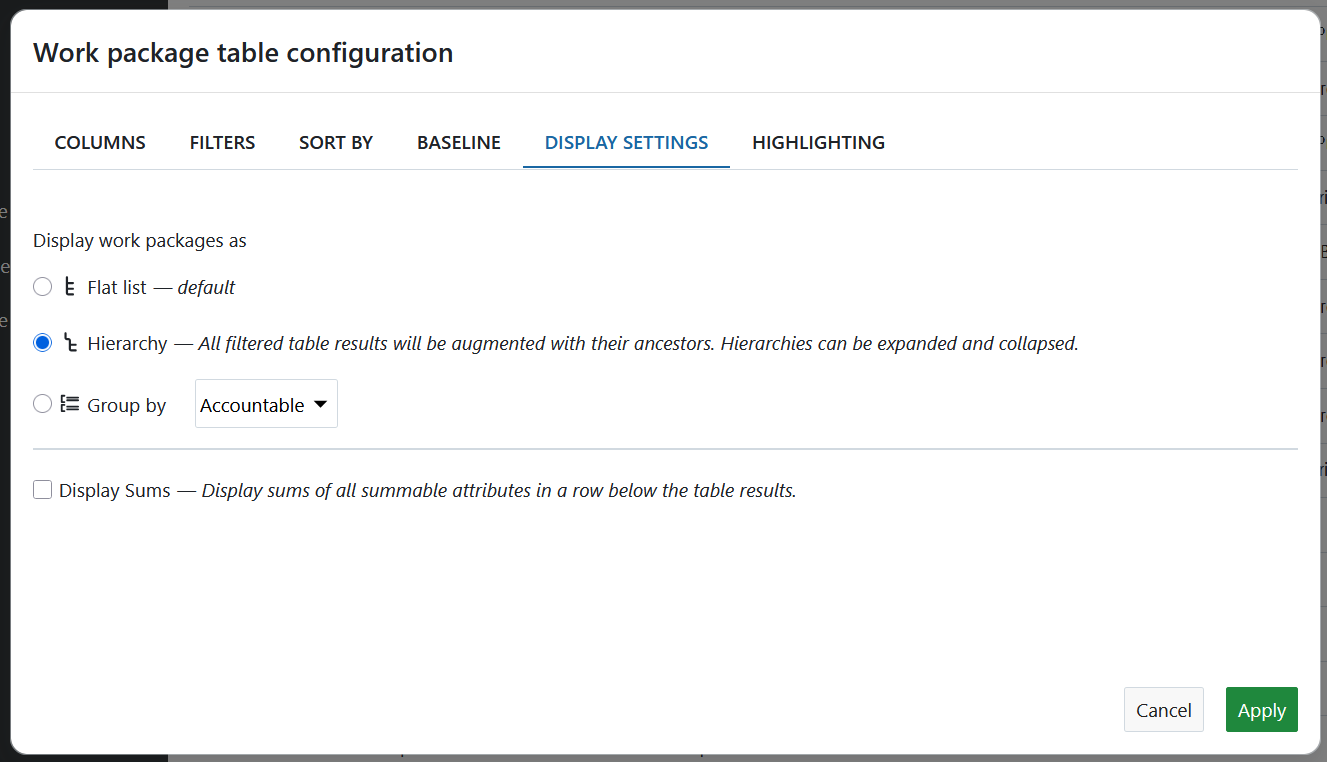 Work package table configuration
COLUMNS FILTERS SORT BY BASELINE DISPLAY SETTINGS HIGHLIGHTING
Display work packages as
Flat list — default
Hierarchy — All filtered table results will be augmented with their ancestors. Hierarchies can be expanded and collapsed.
Group by Accountable
Display Sums — Display sums of all summable attributes in a row below the table results.
Cancel Apply